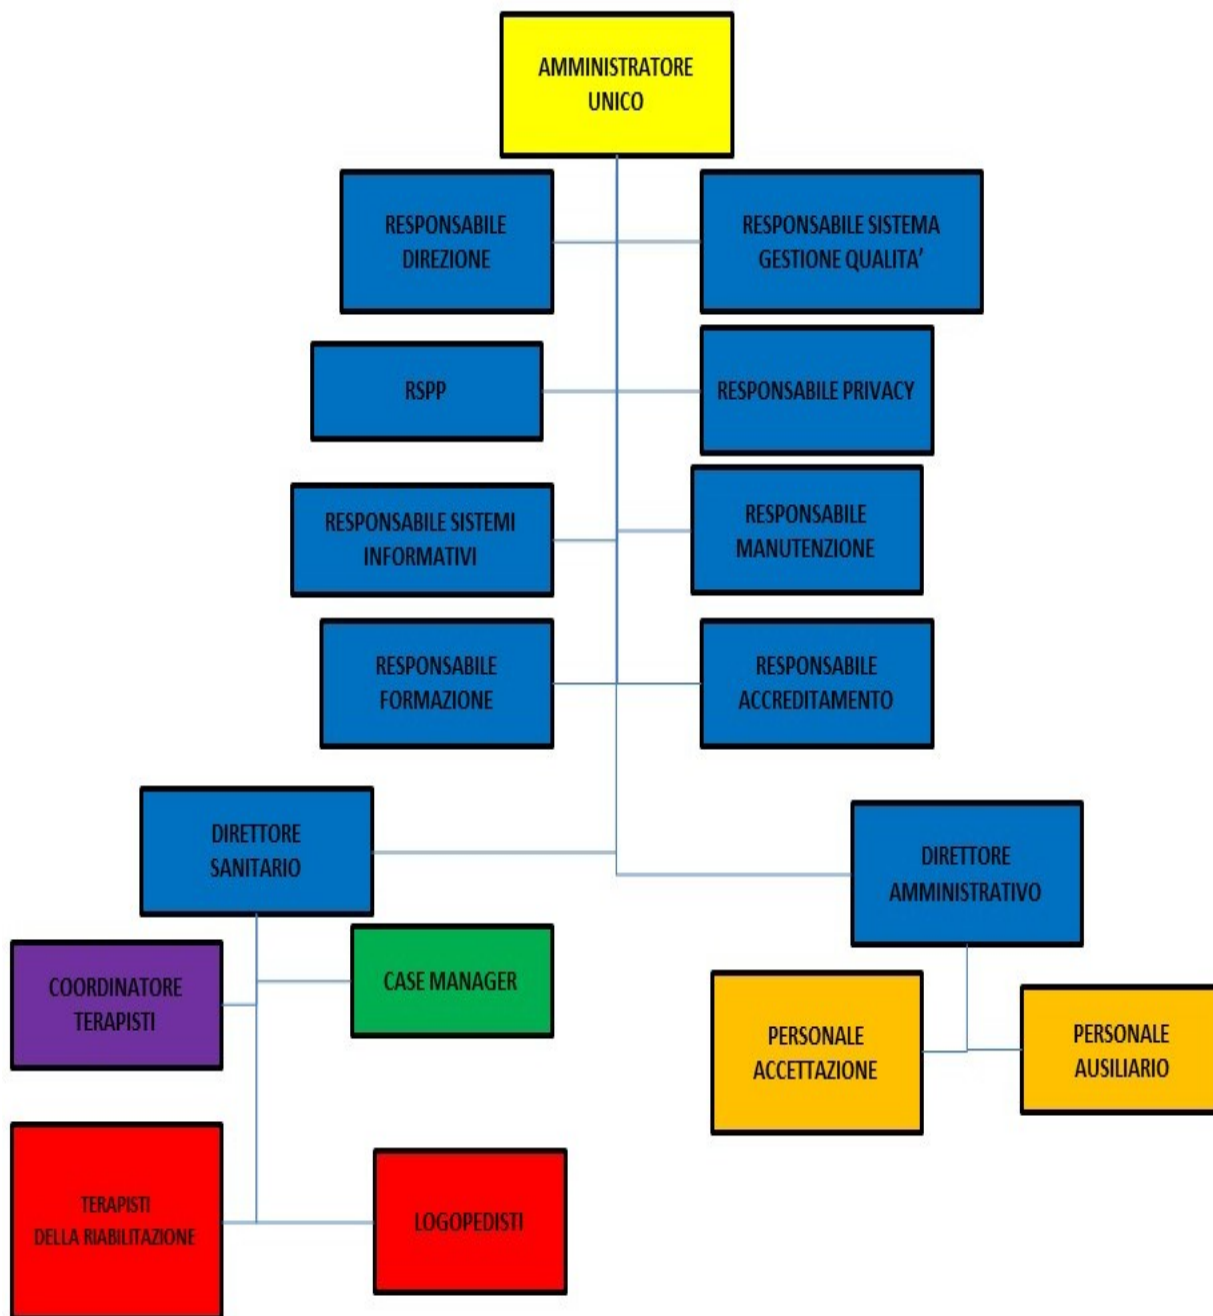 AMMINISTRATORE
UNICO
RESPONSABILE
DIREZIONE
RESPONSABILE SISTEMA
GESTIONE QUALITA’
RSPP
RESPONSABILE PRIVACY
RESPONSABILE SISTEMI
INFORMATIVI
RESPONSABILE
MANUTENZIONE
RESPONSABILE
FORMAZIONE
RESPONSABILE
ACCREDITAMENTO
DIRETTORE
SANITARIO
DIRETTORE
AMMINISTRATIVO
COORDINATORE
TERAPISTI
CASE MANAGER
PERSONALE
ACCETTAZIONE
PERSONALE
AUSILIARIO
TERAPISTI
DELLA RIABILITAZIONE
LOGOPEDISTI